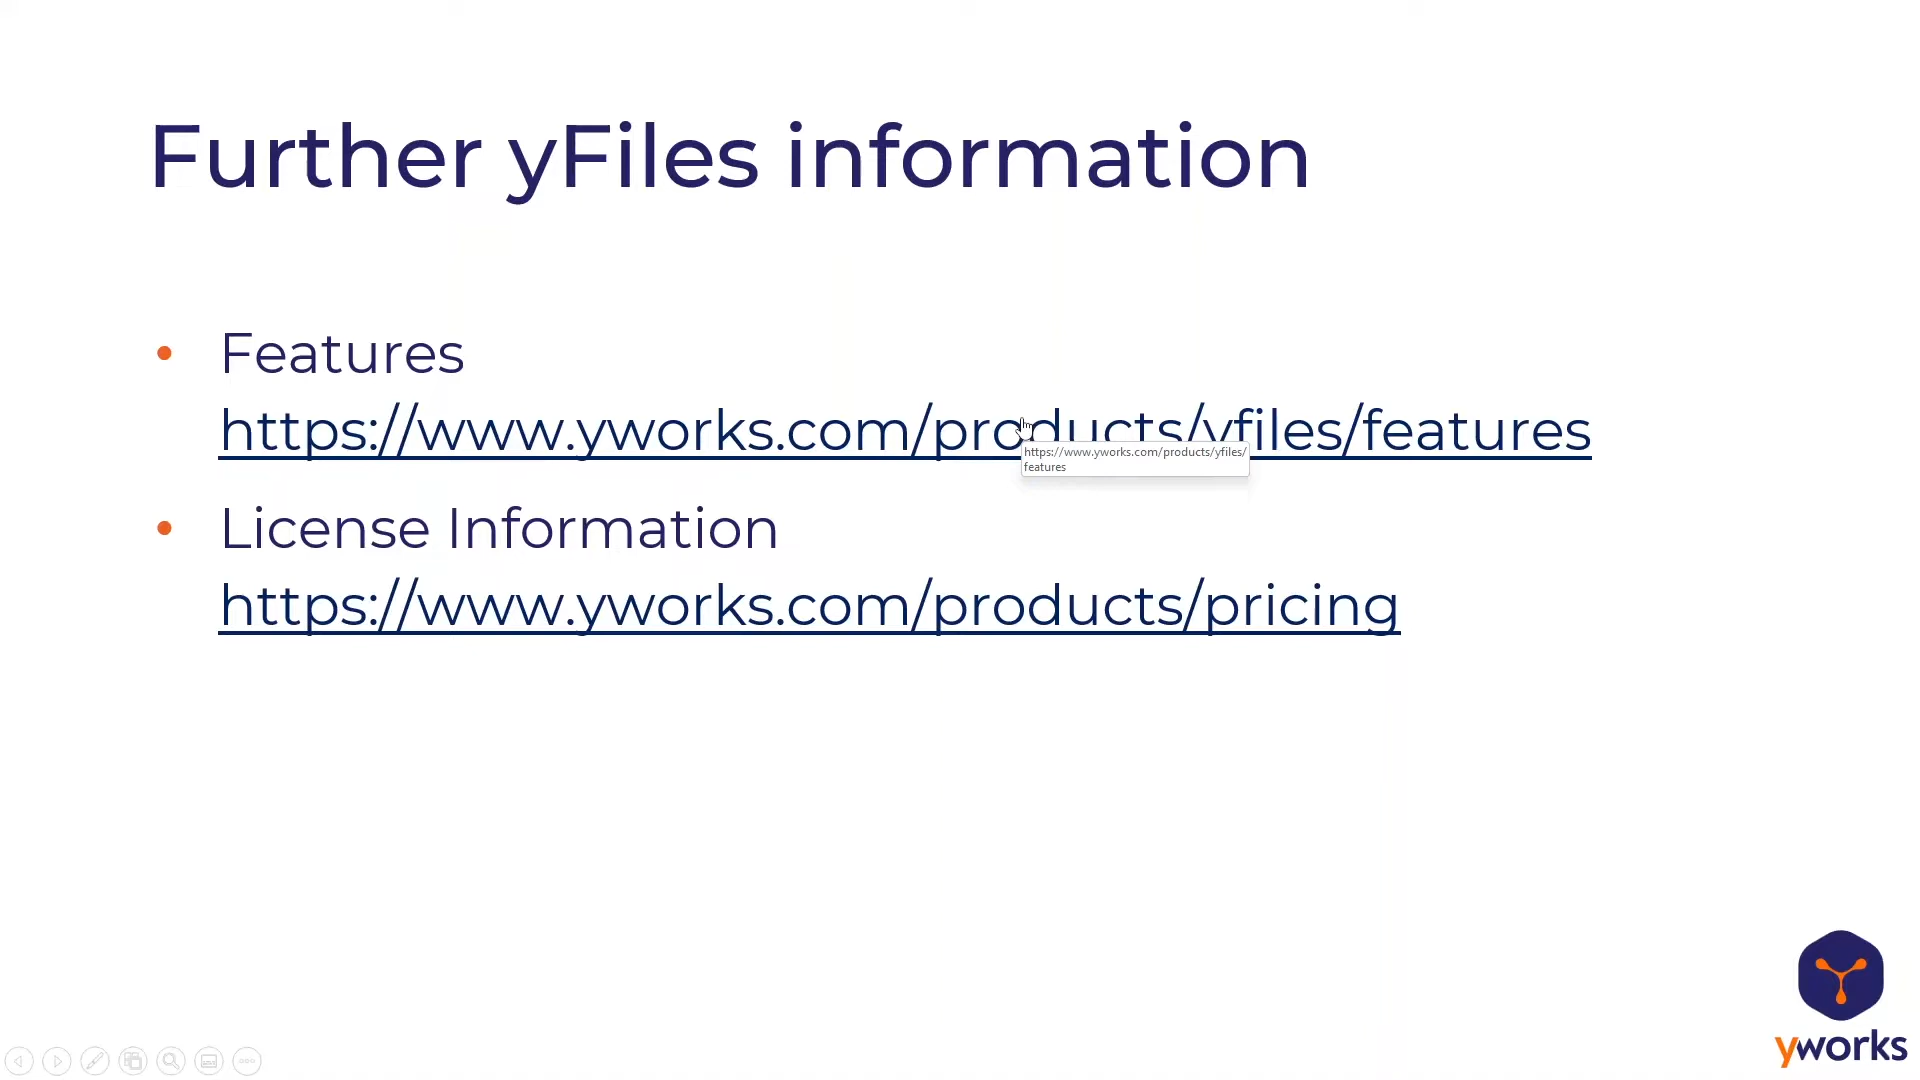 Further yFiles information
• Features
https://www.yworks.com/products/yfiles/features
https://www.yworks.com/products/yfiles/
features
• License Information
https://www.yworks.com/products/pricing
yworks